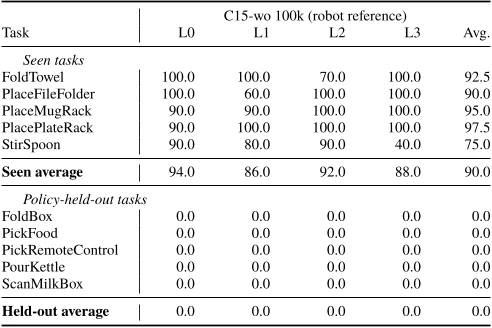 C15-wo 100k (robot reference)
Task L0 L1 L2 L3 Avg.
Seen tasks
FoldTowel 100.0 100.0 70.0 100.0 92.5
PlaceFileFolder 100.0 60.0 100.0 100.0 90.0
PlaceMugRack 90.0 90.0 100.0 100.0 95.0
PlacePlateRack 90.0 100.0 100.0 100.0 97.5
StirSpoon 90.0 80.0 90.0 40.0 75.0
Seen average 94.0 86.0 92.0 88.0 90.0
Policy-held-out tasks
FoldBox 0.0 0.0 0.0 0.0 0.0
PickFood 0.0 0.0 0.0 0.0 0.0
PickRemoteControl 0.0 0.0 0.0 0.0 0.0
PourKettle 0.0 0.0 0.0 0.0 0.0
ScanMilkBox 0.0 0.0 0.0 0.0 0.0
Held-out average 0.0 0.0 0.0 0.0 0.0